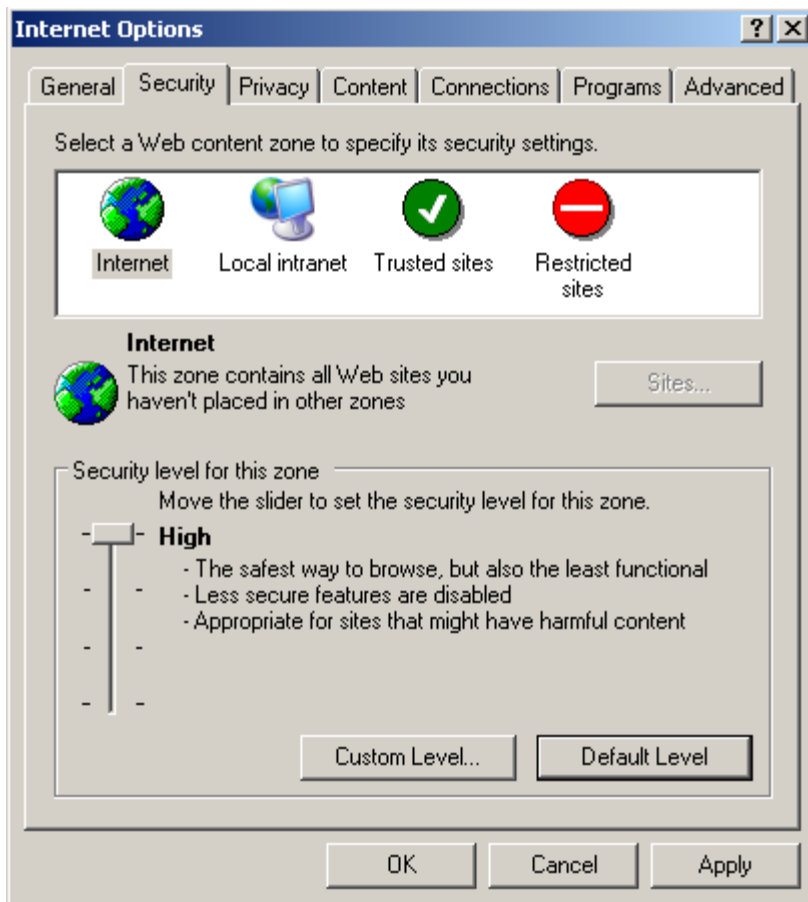 Internet Options
General Security Privacy Content Connections Programs Advanced
Select a Web content zone to specify its security settings.
Internet Local intranet Trusted sites Restricted
sites
Internet
This zone contains all Web sites you
haven't placed in other zones
Sites...
Security level for this zone
Move the slider to set the security level for this zone.
High
- The safest way to browse, but also the least functional
- Less secure features are disabled
- Appropriate for sites that might have harmful content
Custom Level... Default Level
OK Cancel Apply